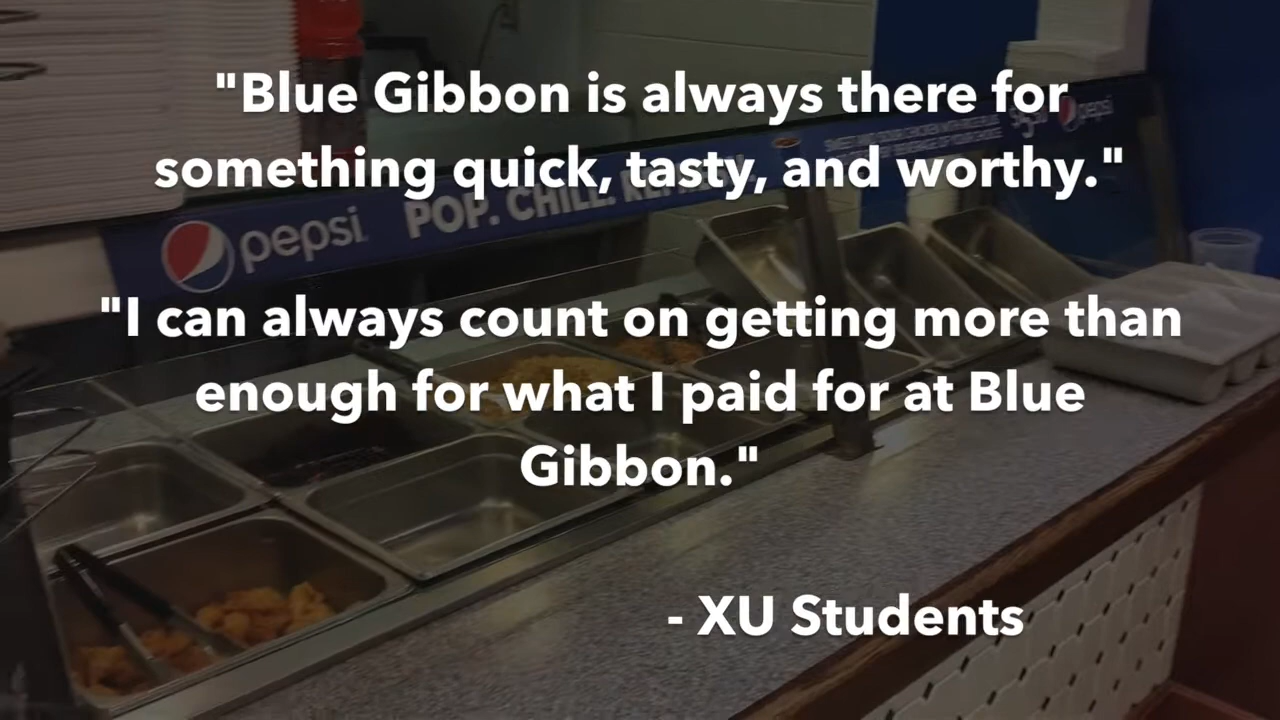 "Blue Gibbon is always there for
something quick, tasty, and worthy."
pepsi
pepsi
POP. CHILL.
"I can always count on getting more than
enough for what I paid for at Blue
Gibbon."
- XU Students